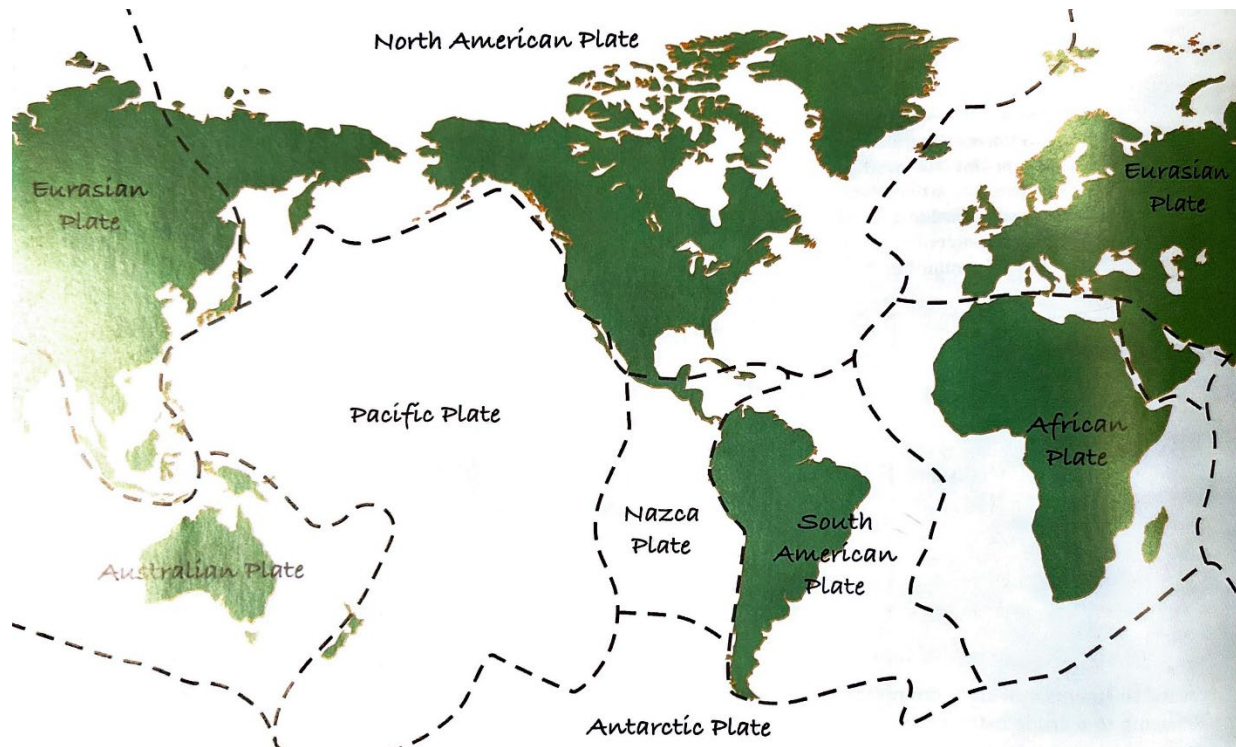 North American Plate
Eurasian
Plate
Eurasian
Plate
Pacific Plate
African
Plate
Nazca
Plate
South
American
Plate
Australian Plate
Antarctic Plate